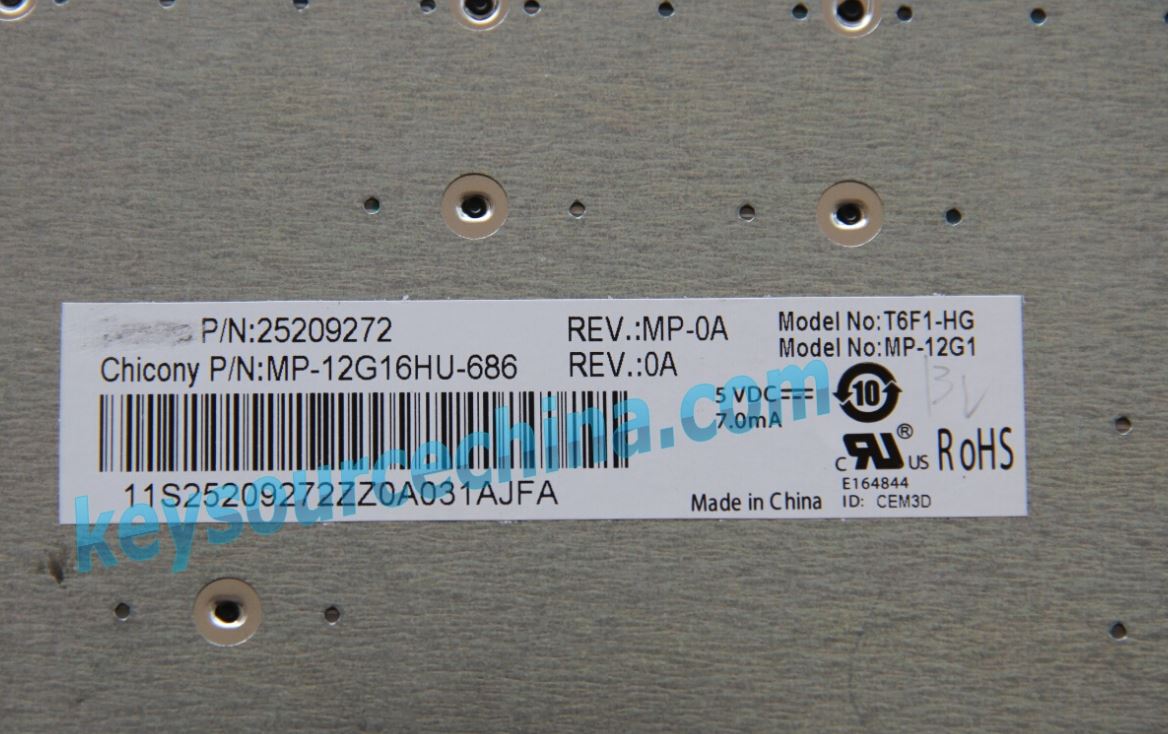 P/N:25209272 REV.:MP-0A Model No:T6F1-HG
Chicony P/N:MP-12G16HU-686 REV.:0A Model No:MP-12G1
5 VDC
7.0mA
10
11S25209272ZZ0A031AJFA
C RU ® US
RoHS
E164844
Made in China ID: CEM3D
keysourcechina.com